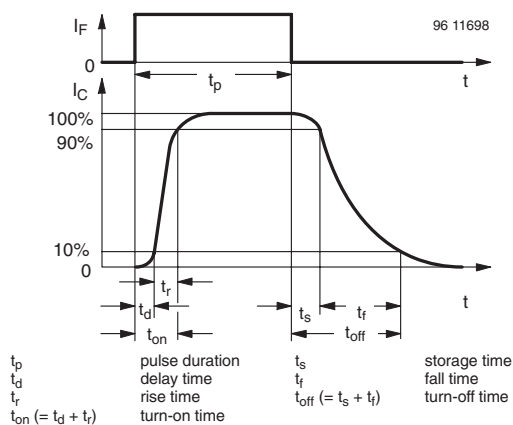 I_F
96 11698
0
t_p
t
I_C
100%
90%
10%
0
t_r
t_d
t_on
t_s
t_f
t_off
t
t_p pulse duration t_s storage time
t_d delay time t_f fall time
t_r rise time t_off (= t_s + t_f) turn-off time
t_on (= t_d + t_r) turn-on time